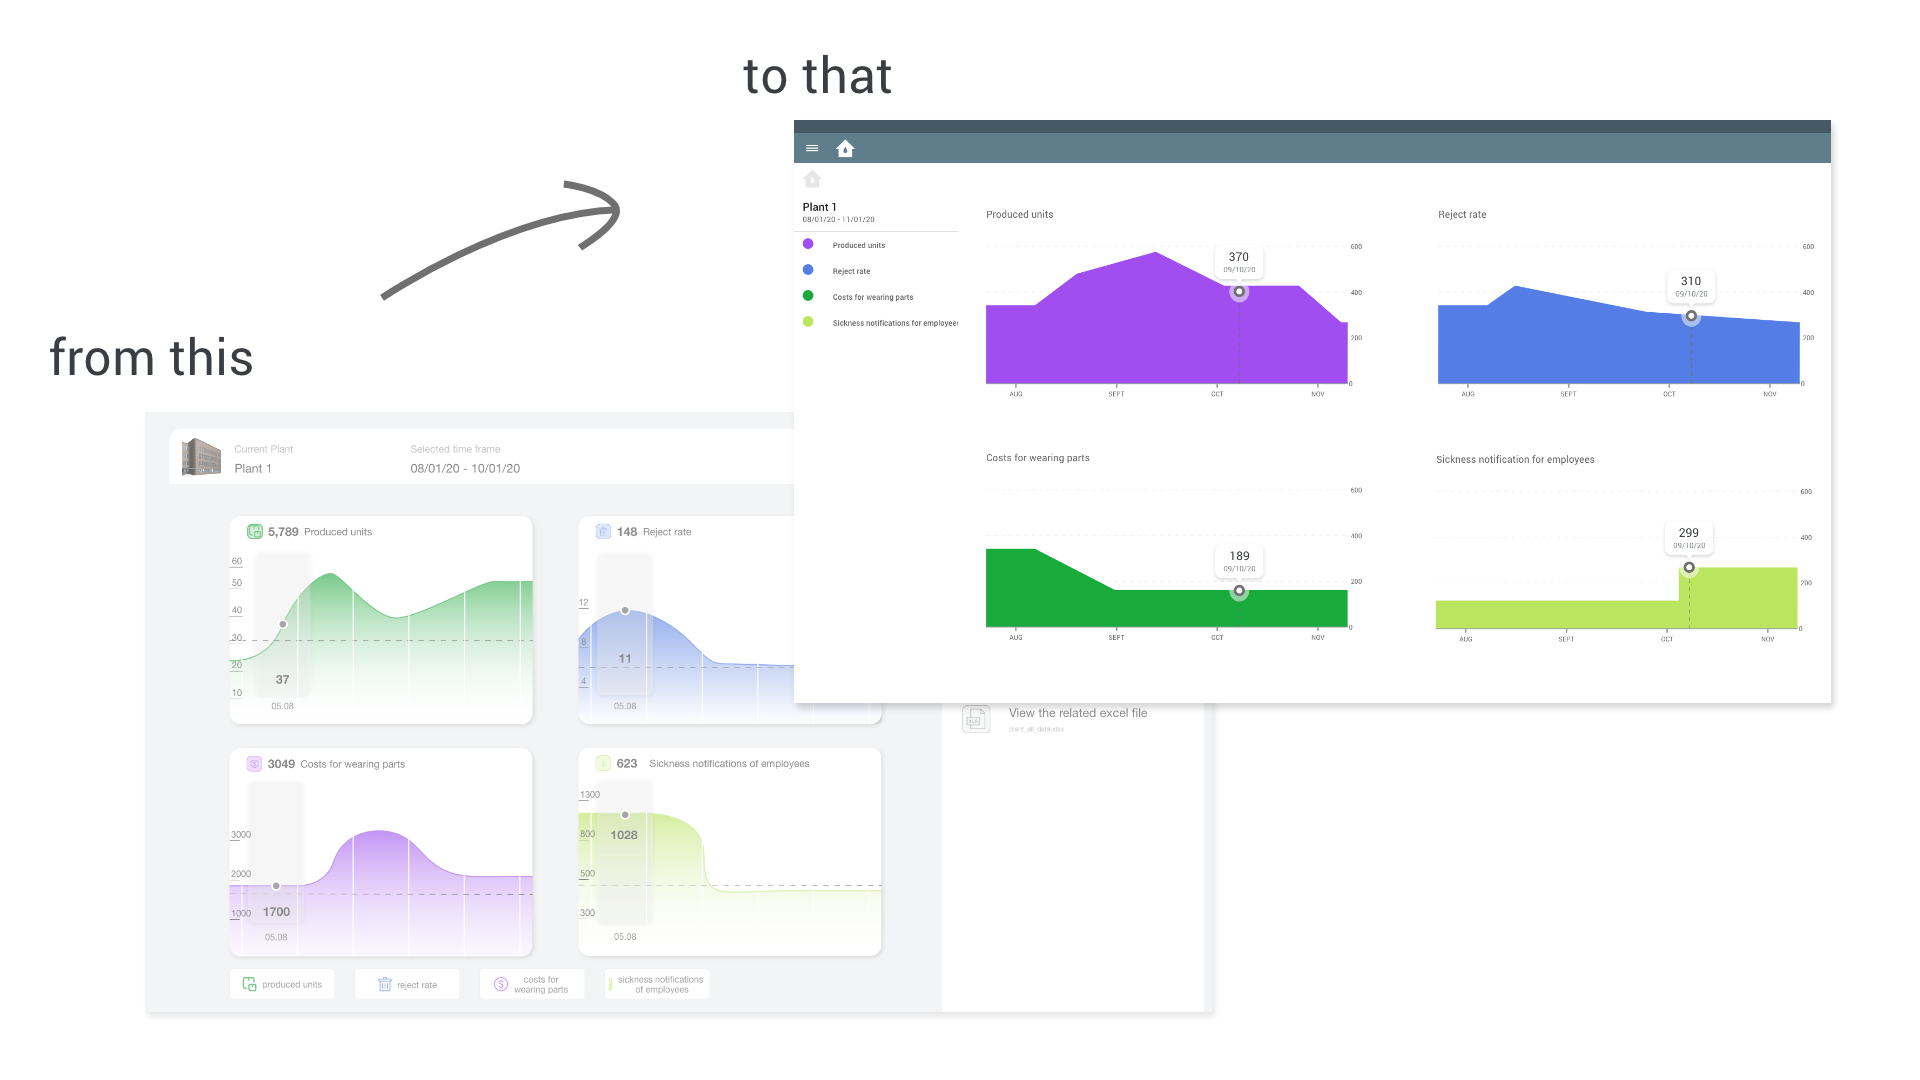 to that
from this
Plant 1
08/01/20 - 11/01/20
Produced units
Reject rate
Costs for wearing parts
Sickness notifications for employees
Produced units
600
400
200
0
370
09/10/20
AUG
SEPT
OCT
NOV
Reject rate
600
400
200
0
310
09/10/20
AUG
SEPT
OCT
NOV
Costs for wearing parts
600
400
200
0
189
09/10/20
AUG
SEPT
OCT
NOV
Sickness notification for employees
600
400
200
0
299
09/10/20
AUG
SEPT
OCT
NOV
Current Plant
Plant 1
Selected time frame
08/01/20 - 10/01/20
5,789 Produced units
60
50
40
30
20
10
37
05.08
148 Reject rate
12
8
4
11
05.08
3049 Costs for wearing parts
3000
2000
1000
1700
05.08
623 Sickness notifications of employees
1300
800
500
300
1028
05.08
produced units
reject rate
costs for
wearing parts
sickness notifications
of employees
XLS
View the related excel file
plant_all_data.xlsx